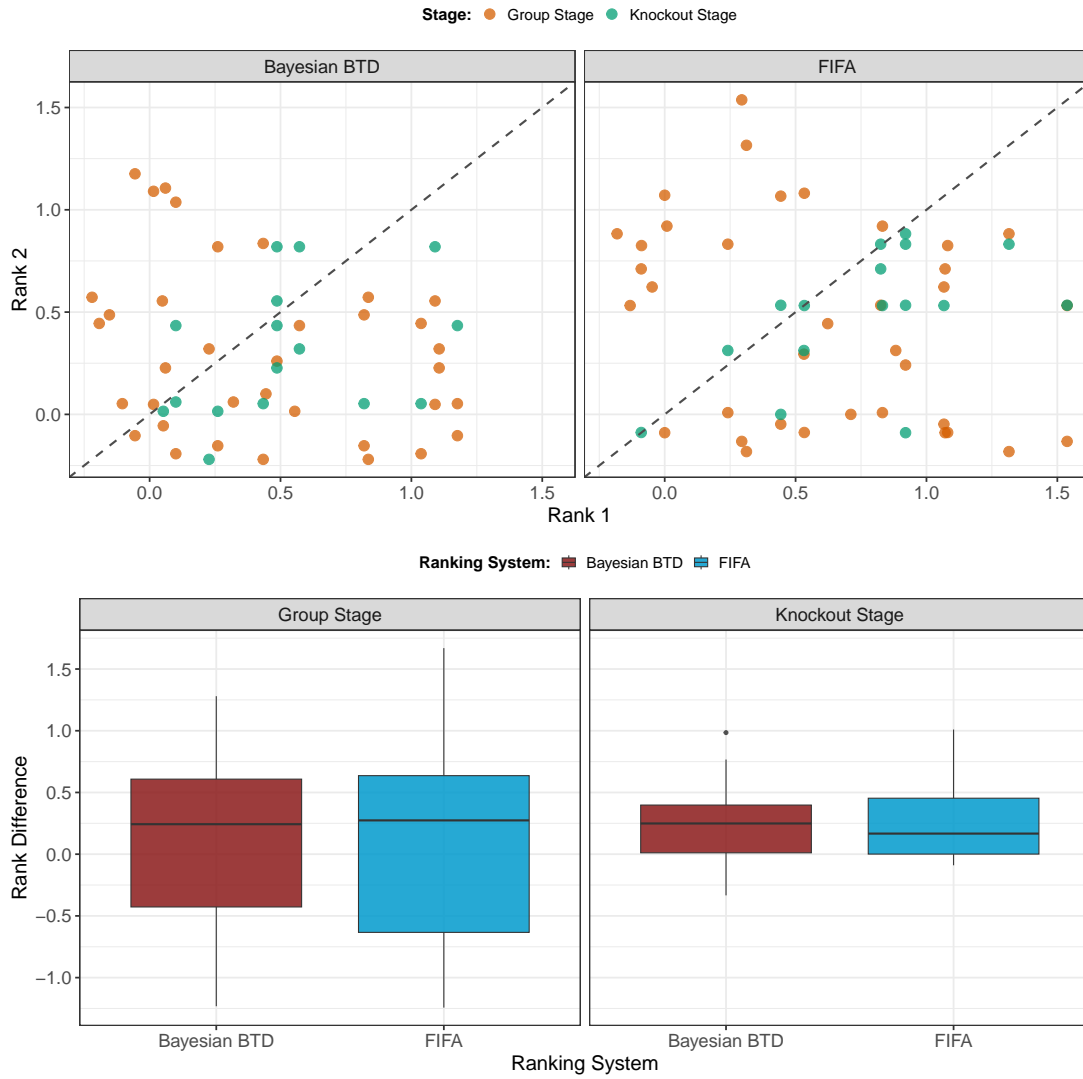 Stage: Group Stage Knockout Stage
Bayesian BTD FIFA
Rank 2
1.5
1.0
0.5
0.0
0.0 0.5 1.0 1.5 0.0 0.5 1.0 1.5
Rank 1
Ranking System: Bayesian BTD FIFA
Group Stage Knockout Stage
Rank Difference
1.5
1.0
0.5
0.0
−0.5
−1.0
Bayesian BTD FIFA Bayesian BTD FIFA
Ranking System